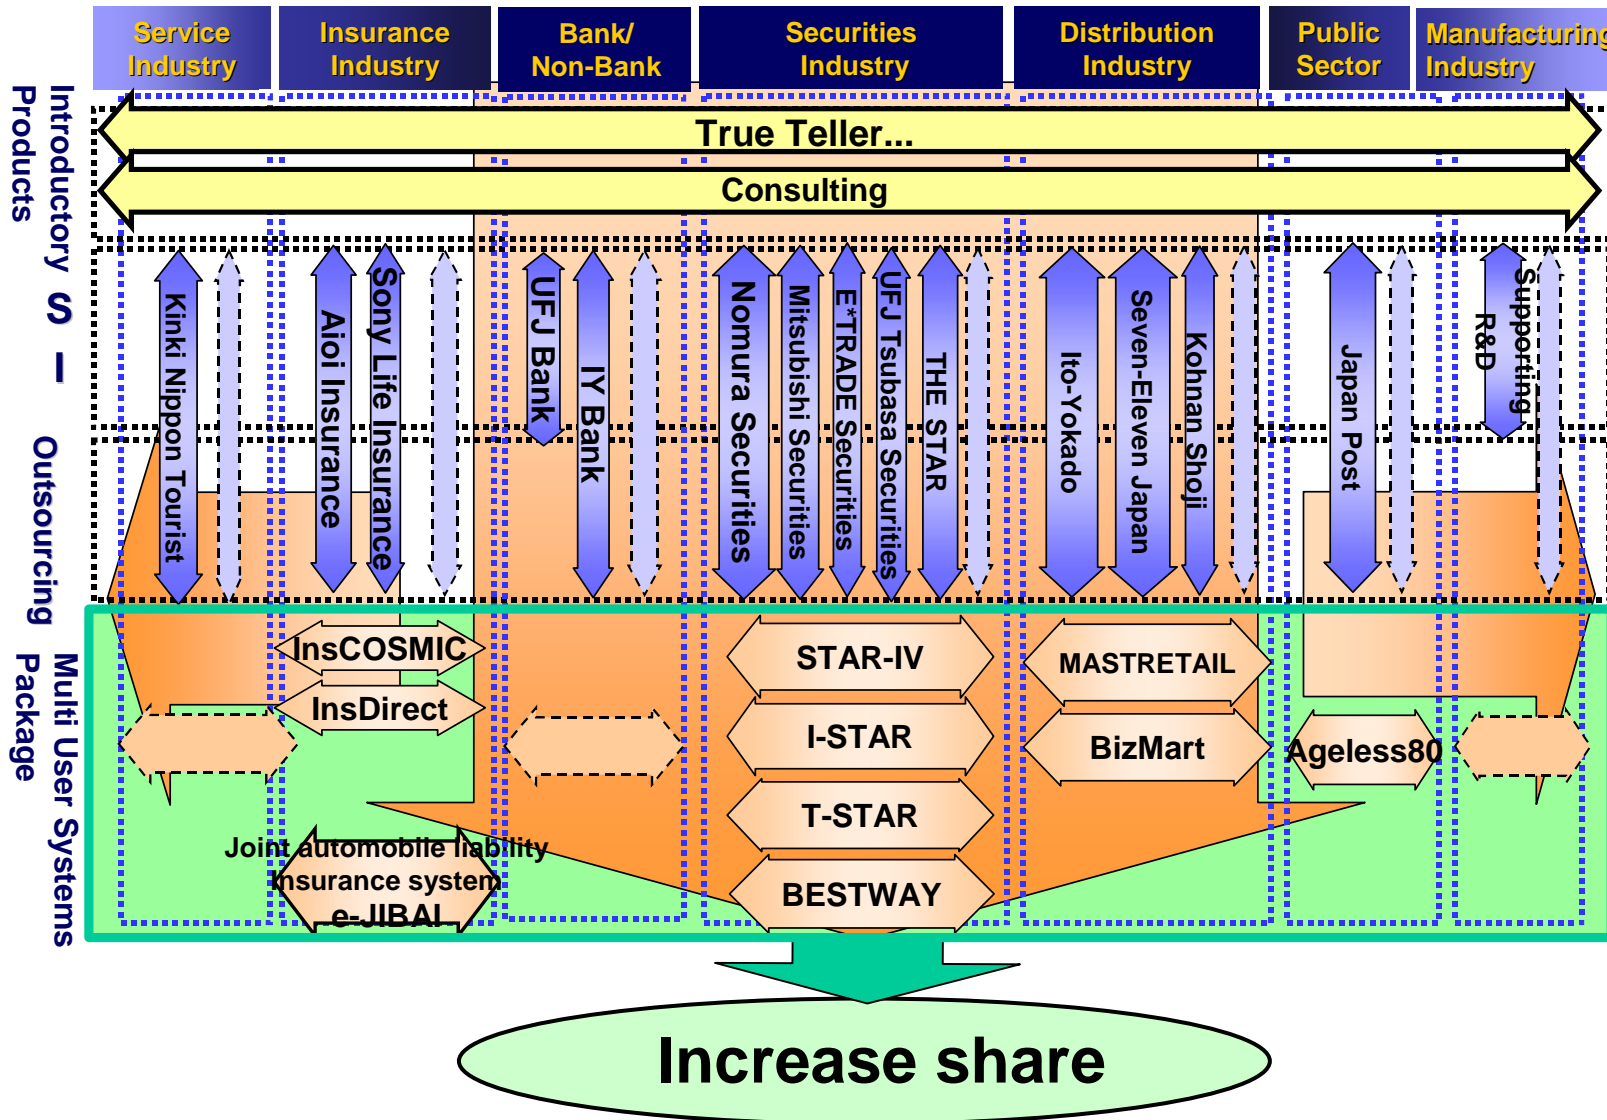 Service
Industry
Insurance
Industry
Bank/
Non-Bank
Securities
Industry
Distribution
Industry
Public
Sector
Manufacturing
Industry
Introductory
Products
True Teller...
Consulting
S I
Kinki Nippon Tourist
Aioi Insurance
Sony Life Insurance
UFJ Bank
IY Bank
Nomura Securities
Mitsubishi Securities
E*TRADE Securities
UFJ Tsubasa Securities
THE STAR
Ito-Yokado
Seven-Eleven Japan
Kohnan Shoji
Japan Post
Supporting
R&D
Outsourcing
Multi User Systems
Package
InsCOSMIC
InsDirect
Joint automobile liability
Insurance system
e-JIBAI
STAR-IV
I-STAR
T-STAR
BESTWAY
MASTRETAIL
BizMart
Ageless80
Increase share